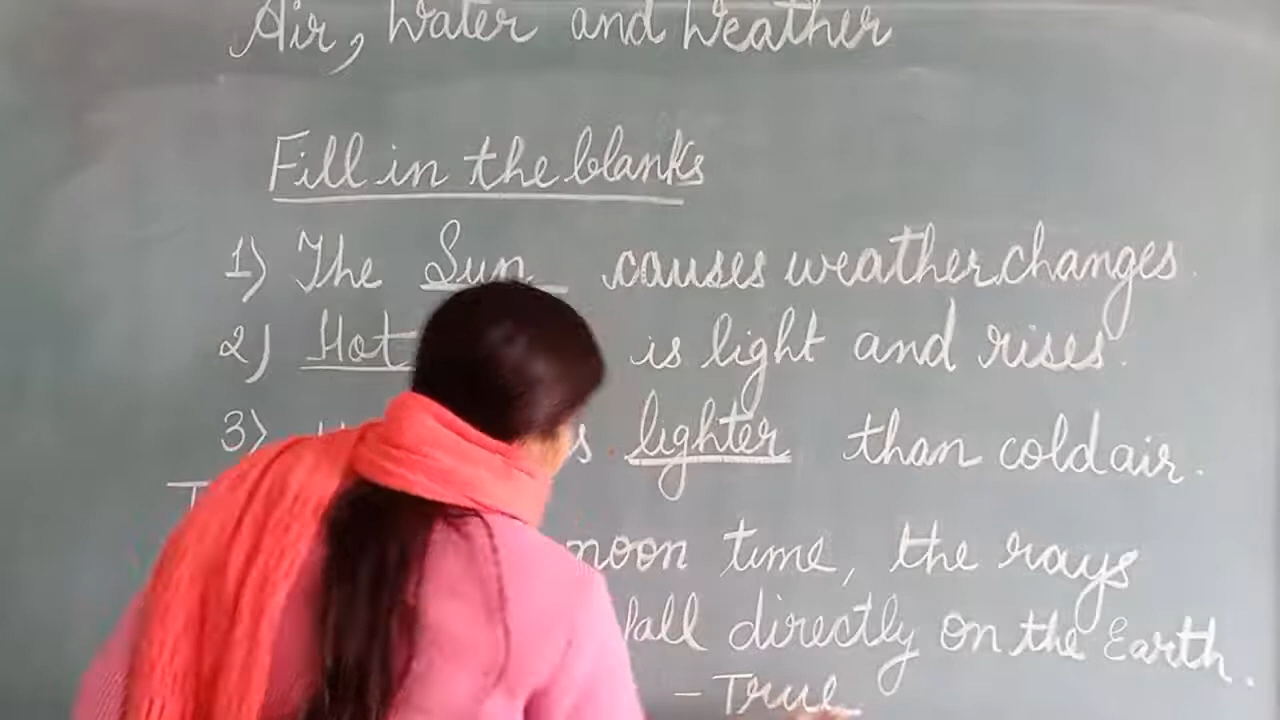 Air, Water and Weather
Fill in the blanks
1) The Sun causes weather changes.
2) Hot is light and rises.
3) lighter than cold air.
noon time, the rays
fall directly on the Earth.
- True